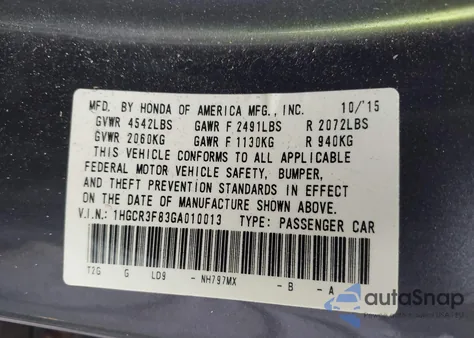 MFD. BY HONDA OF AMERICA MFG., INC. 10/'15
GVWR 4542LBS GAWR F 2491LBS R 2072LBS
GVWR 2060KG GAWR F 1130KG R 940KG
THIS VEHICLE CONFORMS TO ALL APPLICABLE
FEDERAL MOTOR VEHICLE SAFETY, BUMPER,
AND THEFT PREVENTION STANDARDS IN EFFECT
ON THE DATE OF MANUFACTURE SHOWN ABOVE.
V.I.N.: 1HGCR3F83GA010013 TYPE: PASSENGER CAR
T2G G LD9 - NH797MX - B - A
autoSnap